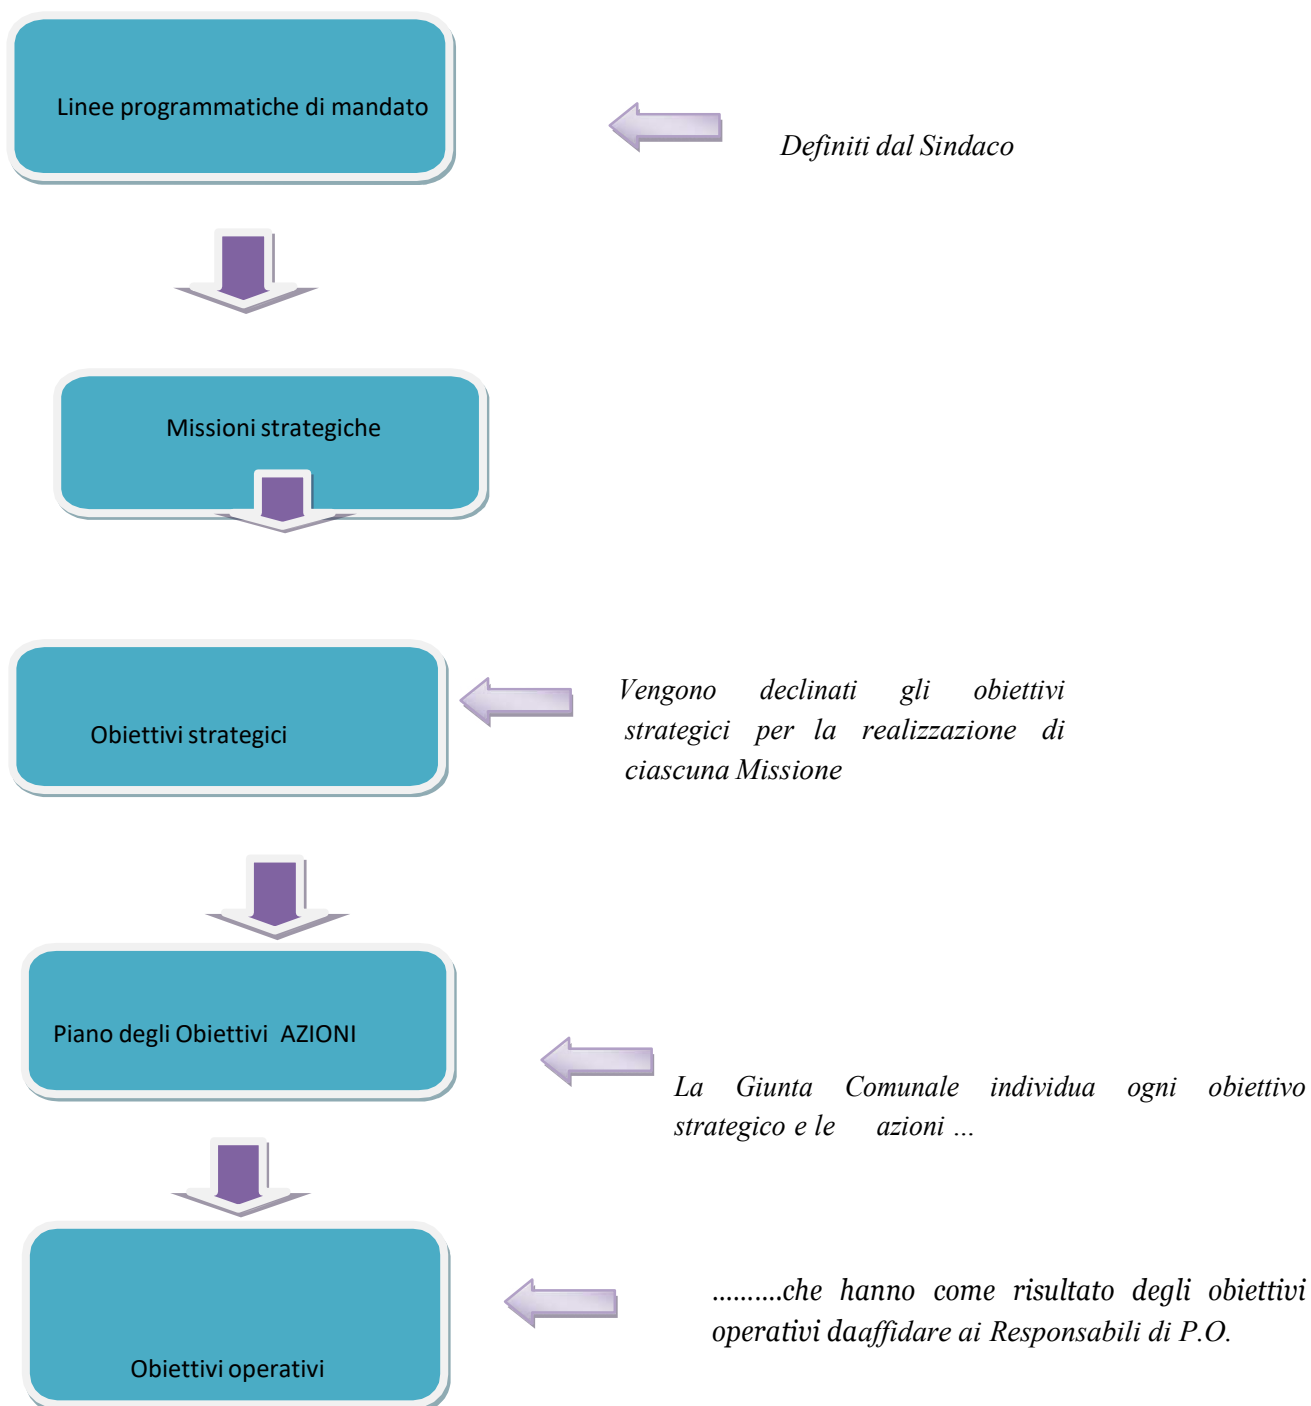 Linee programmatiche di mandato
Definiti dal Sindaco
Missioni strategiche
Vengono declinati gli obiettivi
strategici per la realizzazione di
ciascuna Missione
Obiettivi strategici
Piano degli Obiettivi AZIONI
La Giunta Comunale individua ogni obiettivo
strategico e le azioni ...
..........che hanno come risultato degli obiettivi
operativi daaffidare ai Responsabili di P.O.
Obiettivi operativi